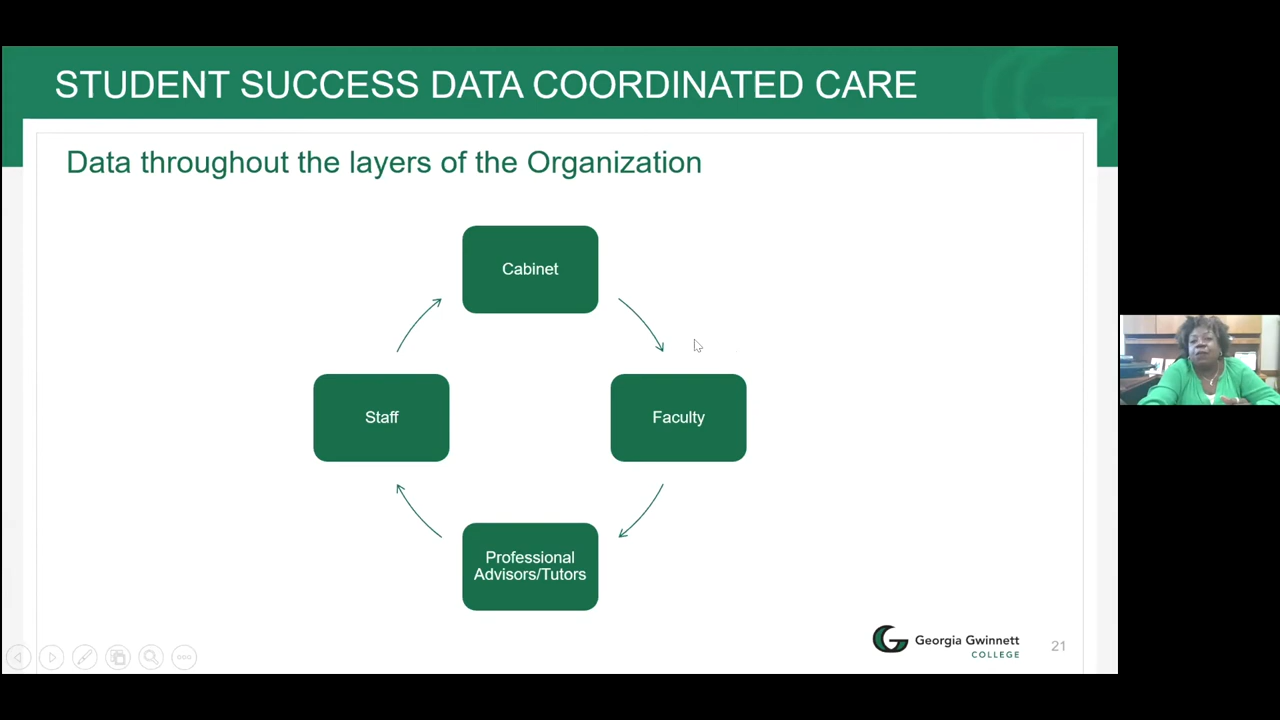 STUDENT SUCCESS DATA COORDINATED CARE
Data throughout the layers of the Organization
Cabinet
Staff
Faculty
Professional
Advisors/Tutors
Georgia Gwinnett
COLLEGE
21